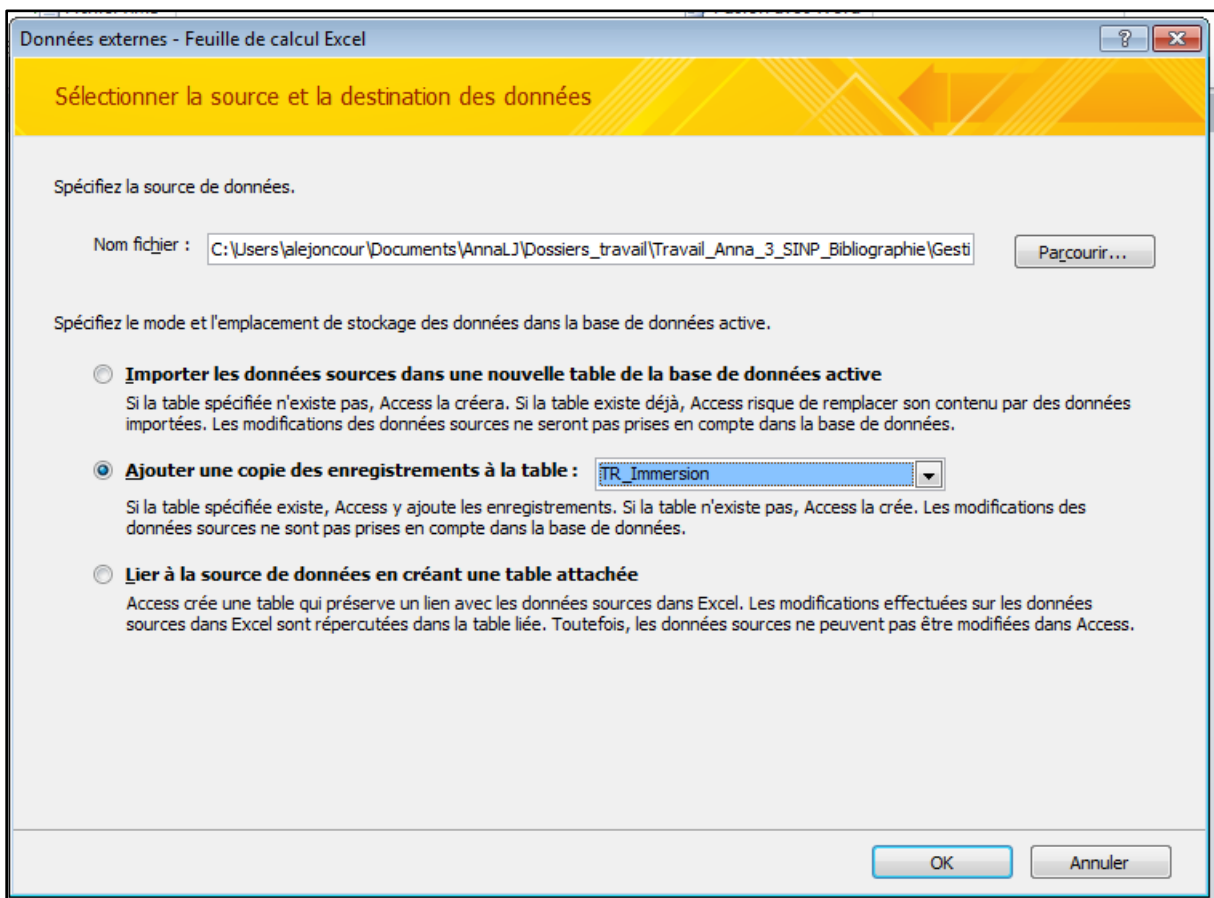 Données externes - Feuille de calcul Excel
Sélectionner la source et la destination des données
Spécifiez la source de données.
Nom fichier : C:\Users\alejoncour\Documents\AnnaLJ\Dossiers_travail\Travail_Anna_3_SINP_Bibliographie\Gesti Parcourir...
Spécifiez le mode et l'emplacement de stockage des données dans la base de données active.
Importer les données sources dans une nouvelle table de la base de données active
Si la table spécifiée n'existe pas, Access la créera. Si la table existe déjà, Access risque de remplacer son contenu par des données
importées. Les modifications des données sources ne seront pas prises en compte dans la base de données.
Ajouter une copie des enregistrements à la table : TR_Immersion
Si la table spécifiée existe, Access y ajoute les enregistrements. Si la table n'existe pas, Access la crée. Les modifications des
données sources ne sont pas prises en compte dans la base de données.
Lier à la source de données en créant une table attachée
Access crée une table qui préserve un lien avec les données sources dans Excel. Les modifications effectuées sur les données
sources dans Excel sont répercutées dans la table liée. Toutefois, les données sources ne peuvent pas être modifiées dans Access.
OK Annuler